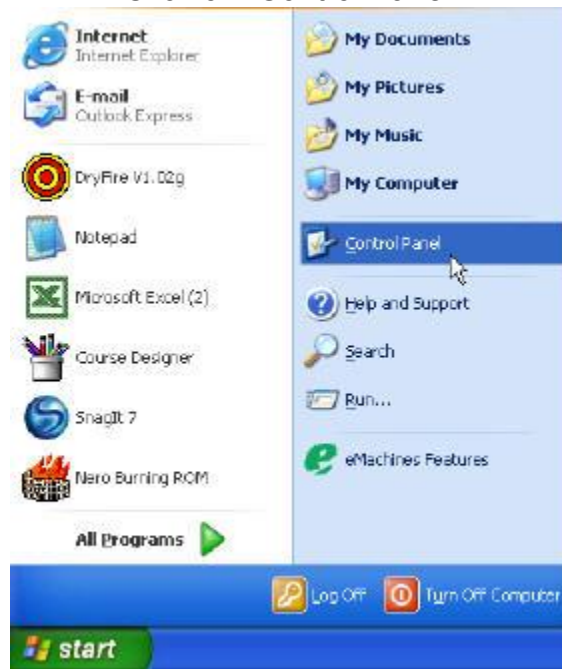 Internet
Internet Explorer
E-mail
Outlook Express
DryFire V1.02g
Notepad
Microsoft Excel (2)
Course Designer
SnagIt 7
Nero Burning ROM
All Programs
My Documents
My Pictures
My Music
My Computer
Control Panel
Help and Support
Search
Run...
eMachines Features
Log Off
Turn Off Computer
start